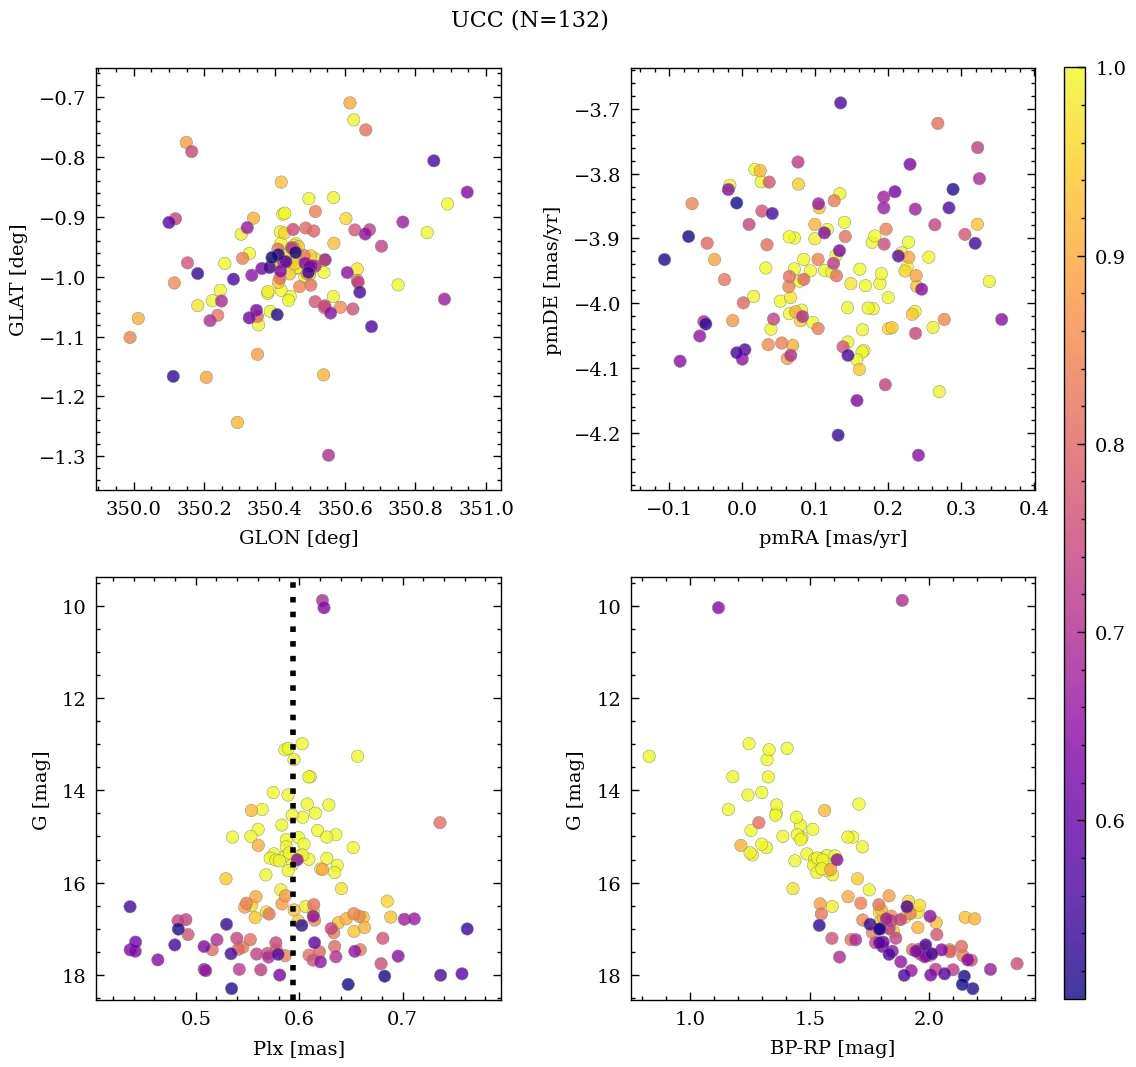 UCC (N=132)
−0.7
−0.8
−0.9
−1.0
−1.1
−1.2
−1.3
GLAT [deg]
350.0 350.2 350.4 350.6 350.8 351.0
GLON [deg]
−3.7
−3.8
−3.9
−4.0
−4.1
−4.2
pmDE [mas/yr]
−0.1 0.0 0.1 0.2 0.3 0.4
pmRA [mas/yr]
10
12
14
16
18
G [mag]
0.5 0.6 0.7
Plx [mas]
10
12
14
16
18
G [mag]
1.0 1.5 2.0
BP-RP [mag]
1.0
0.9
0.8
0.7
0.6